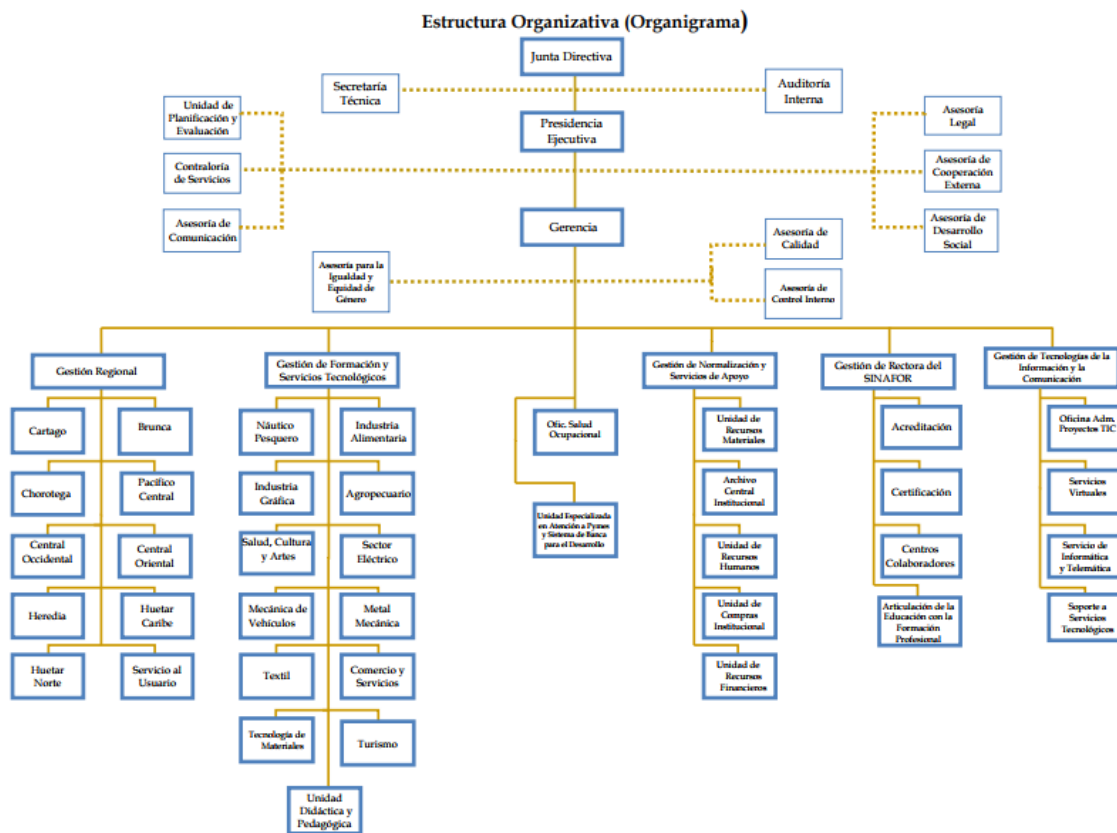 Estructura Organizativa (Organigrama)
Junta Directiva
Secretaría
Técnica
Auditoría
Interna
Unidad de
Planificación y
Evaluación
Presidencia
Ejecutiva
Asesoría
Legal
Contraloría
de Servicios
Asesoría de
Cooperación
Externa
Asesoría de
Comunicación
Gerencia
Asesoría de
Calidad
Asesoría de
Desarrollo
Social
Asesoría para la
Igualdad y
Equidad de
Género
Asesoría de
Control Interno
Gestión Regional
Gestión de Formación y
Servicios Tecnológicos
Gestión de Normalización y
Servicios de Apoyo
Gestión de Rectora del
SINAFOR
Gestión de Tecnologías de la
Información y la
Comunicación
Cartago
Brunca
Chorotega
Pacífico
Central
Central
Occidental
Central
Oriental
Heredia
Huetar
Caribe
Huetar
Norte
Servicio al
Usuario
Náutico
Pesquero
Industria
Alimentaria
Industria
Gráfica
Agropecuario
Salud, Cultura
y Artes
Sector
Eléctrico
Mecánica de
Vehículos
Metal
Mecánica
Textil
Comercio y
Servicios
Tecnología de
Materiales
Turismo
Unidad
Didáctica y
Pedagógica
Ofic. Salud
Ocupacional
Unidad Especializada
en Atención a Pymes
y Sistema de Banca
para el Desarrollo
Unidad de
Recursos
Materiales
Archivo
Central
Institucional
Unidad de
Recursos
Humanos
Unidad de
Compras
Institucional
Unidad de
Recursos
Financieros
Acreditación
Certificación
Centros
Colaboradores
Articulación de la
Educación con la
Formación
Profesional
Oficina Adm.
Proyectos TIC
Servicios
Virtuales
Servicio de
Informática
y Telemática
Soporte a
Servicios
Tecnológicos